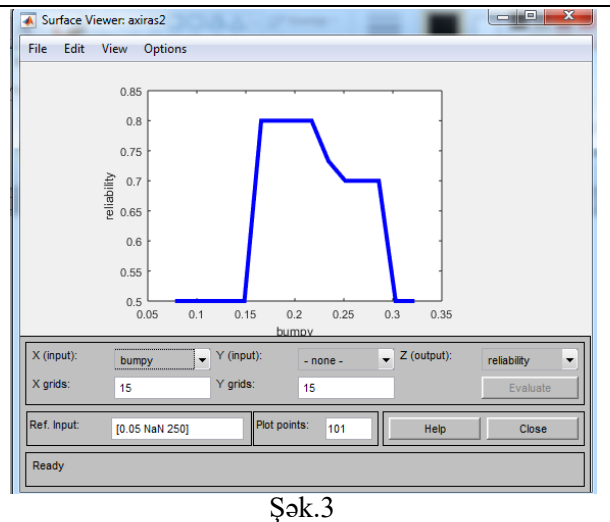 Surface Viewer: axiras2
File Edit View Options
0.85
0.8
0.75
0.7
0.65
0.6
0.55
0.5
reliability
0.05 0.1 0.15 0.2 0.25 0.3 0.35
bumpy
X (input): bumpy Y (input): - none - Z (output): reliability
X grids: 15 Y grids: 15 Evaluate
Ref. Input: [0.05 NaN 250] Plot points: 101 Help Close
Ready
Şək.3